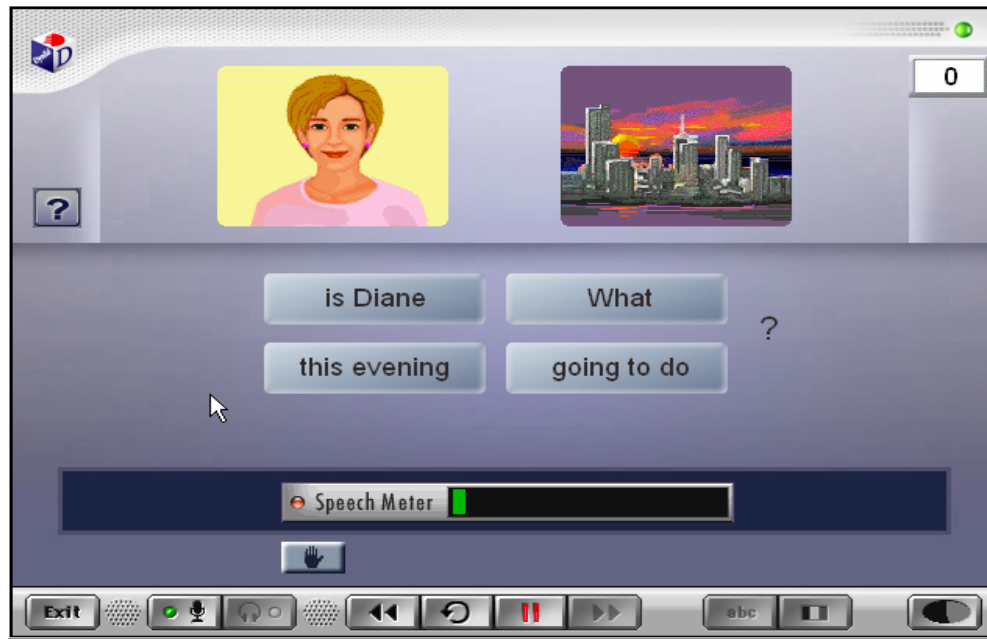 D
0
?
is Diane
What
?
this evening
going to do
Speech Meter
Exit
abc